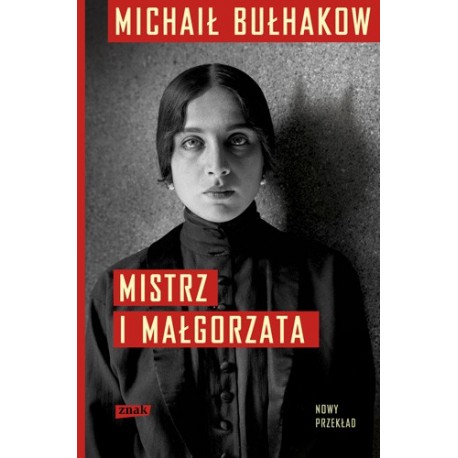 MICHAIŁ BUŁHAKOW
MISTRZ
I MAŁGORZATA
znak
NOWY
PRZEKŁAD